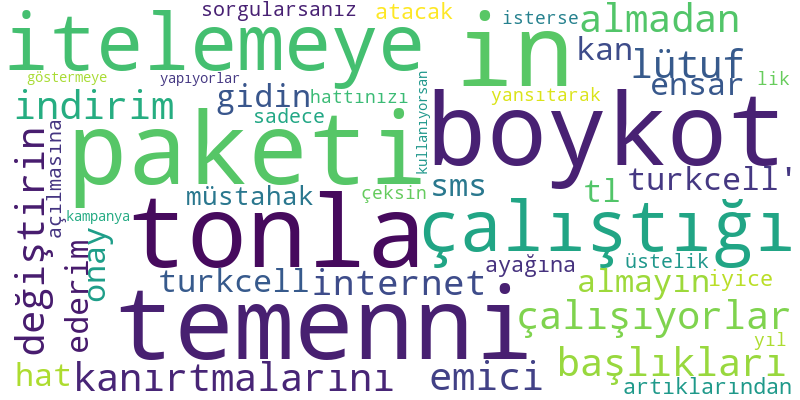 sorgularsanız atacak isterse almadan
itelemeye in kan lütuf
göstermeye yapıyorlar ensar lik
indirim gidin hattınızı kullanıyorsan yansıtarak
sadece
paketi boykot
değiştirin açılmasına müstahak çeksin sms tl turkcell'
kampanya tonla çalıştığı
onay ederim turkcell internet ayağına üstelik
almayın iyice
temenni çalışıyorlar
yıl
hat kanırtmalarını emici başlıkları
artıklarından